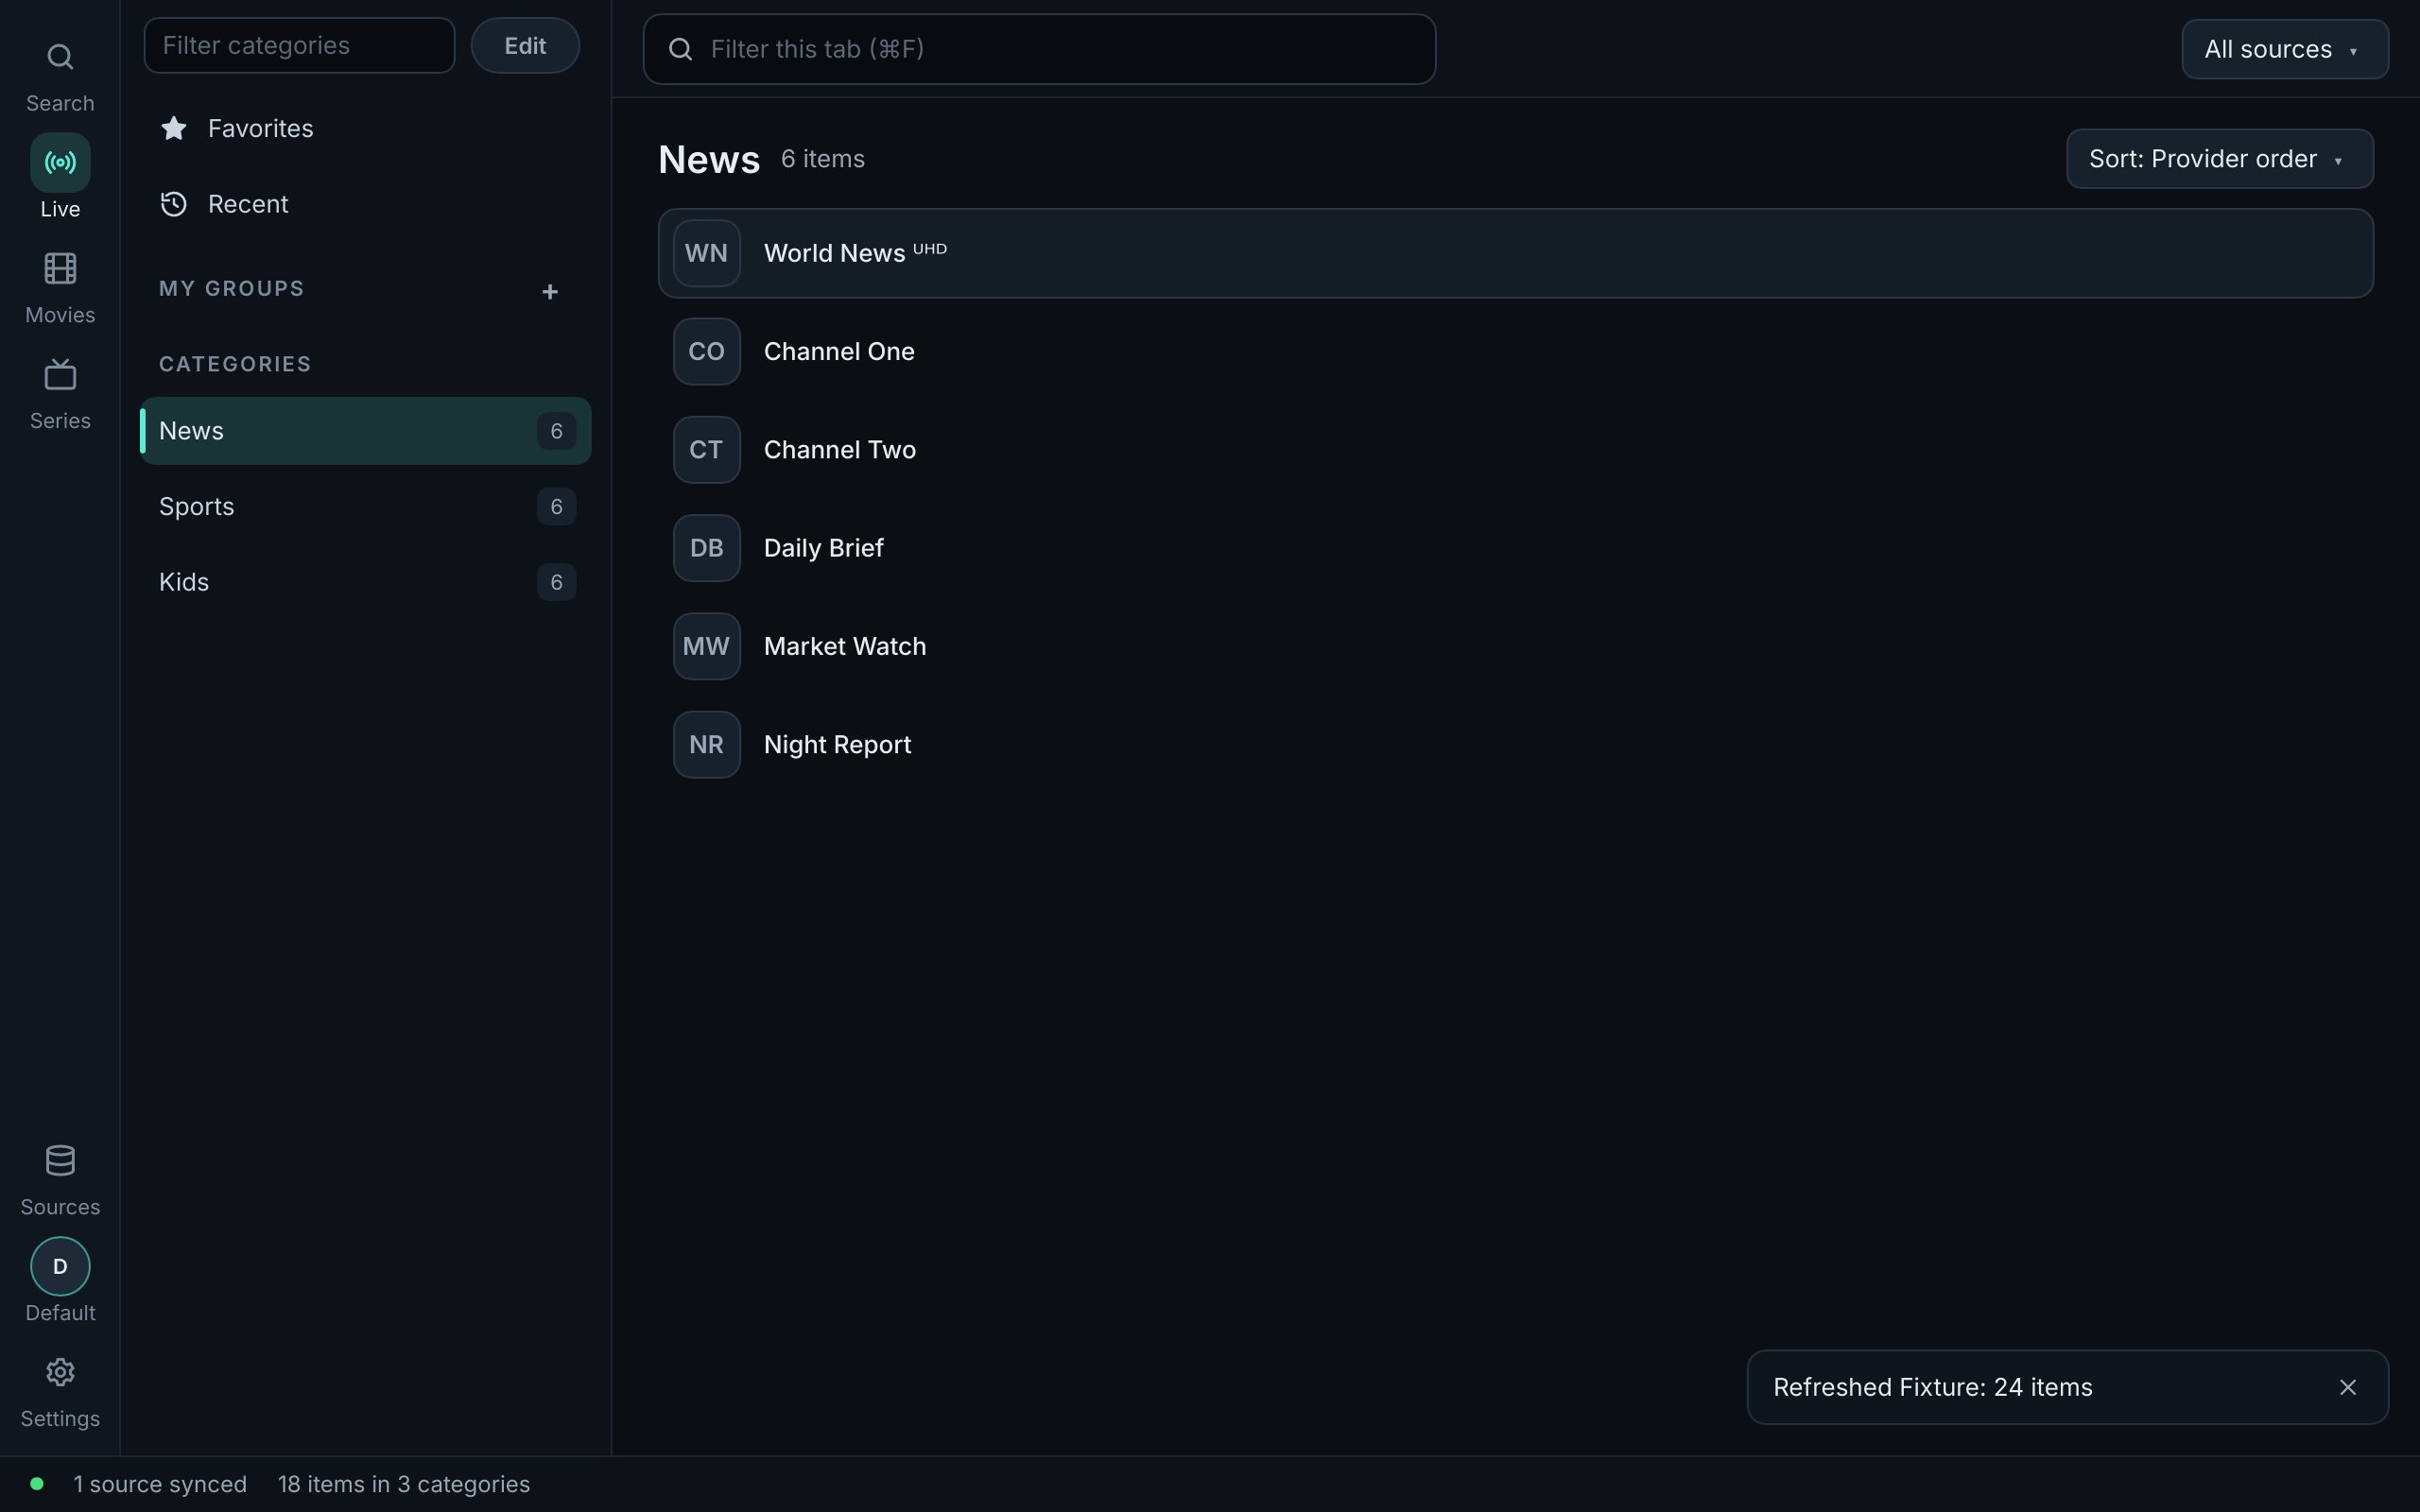 Search
Live
Movies
Series
Sources
D
Default
Settings
Filter categories
Edit
Favorites
Recent
MY GROUPS +
CATEGORIES
News 6
Sports 6
Kids 6
Filter this tab (⌘F)
All sources ▾
News 6 items
Sort: Provider order ▾
WN World News ᵁᴴᴰ
CO Channel One
CT Channel Two
DB Daily Brief
MW Market Watch
NR Night Report
Refreshed Fixture: 24 items
1 source synced 18 items in 3 categories